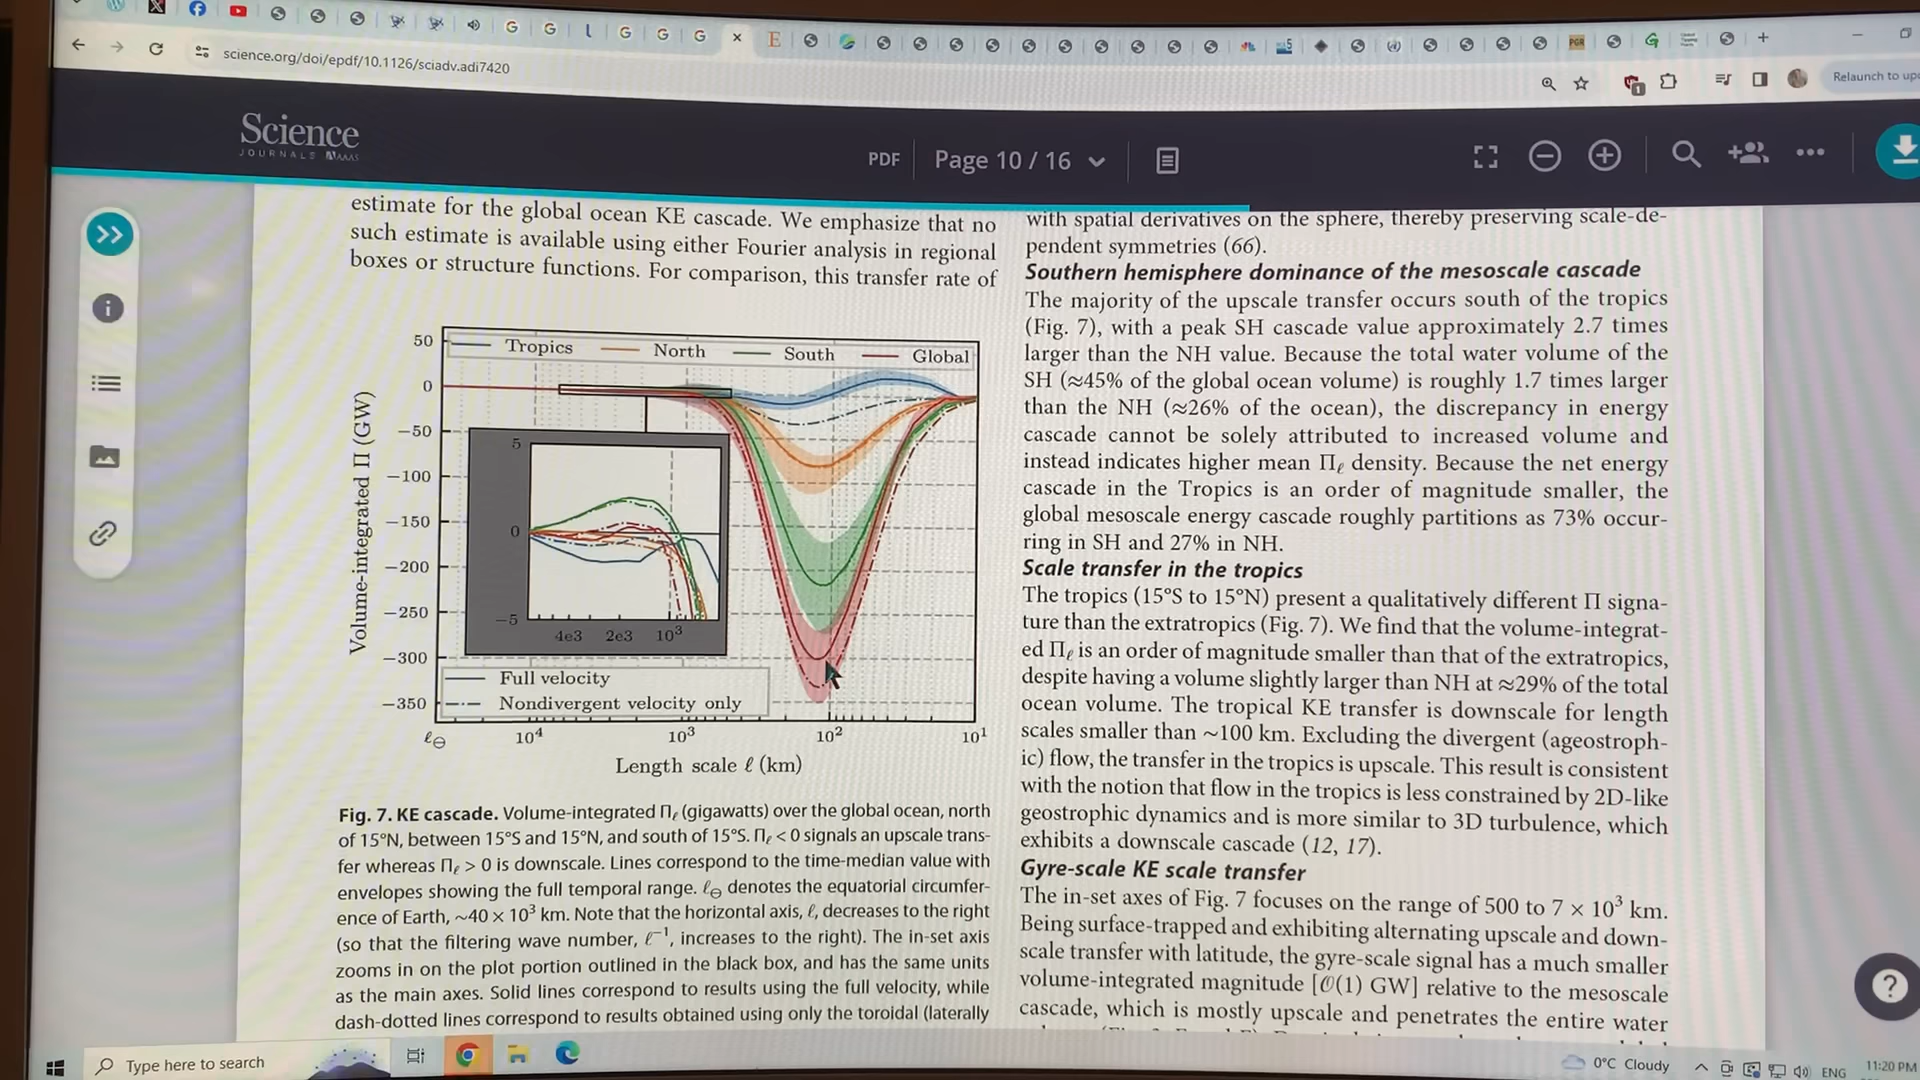 science.org/doi/epdf/10.1126/sciadv.adi7420
Relaunch to up
Science
JOURNALS AAAS
PDF
Page 10 / 16
estimate for the global ocean KE cascade. We emphasize that no
such estimate is available using either Fourier analysis in regional
boxes or structure functions. For comparison, this transfer rate of
50
0
−50
−100
−150
−200
−250
−300
−350
Volume-integrated Π (GW)
Tropics
North
South
Global
5
0
−5
4e3
2e3
10³
Full velocity
Nondivergent velocity only
ℓ⊖
10⁴
10³
10²
10¹
Length scale ℓ (km)
Fig. 7. KE cascade. Volume-integrated Πℓ (gigawatts) over the global ocean, north
of 15°N, between 15°S and 15°N, and south of 15°S. Πℓ < 0 signals an upscale trans-
fer whereas Πℓ > 0 is downscale. Lines correspond to the time-median value with
envelopes showing the full temporal range. ℓ⊖ denotes the equatorial circumfer-
ence of Earth, ~40 × 10³ km. Note that the horizontal axis, ℓ, decreases to the right
(so that the filtering wave number, ℓ⁻¹, increases to the right). The in-set axis
zooms in on the plot portion outlined in the black box, and has the same units
as the main axes. Solid lines correspond to results using the full velocity, while
dash-dotted lines correspond to results obtained using only the toroidal (laterally
with spatial derivatives on the sphere, thereby preserving scale-de-
pendent symmetries (66).
Southern hemisphere dominance of the mesoscale cascade
The majority of the upscale transfer occurs south of the tropics
(Fig. 7), with a peak SH cascade value approximately 2.7 times
larger than the NH value. Because the total water volume of the
SH (≈45% of the global ocean volume) is roughly 1.7 times larger
than the NH (≈26% of the ocean), the discrepancy in energy
cascade cannot be solely attributed to increased volume and
instead indicates higher mean Πℓ density. Because the net energy
cascade in the Tropics is an order of magnitude smaller, the
global mesoscale energy cascade roughly partitions as 73% occur-
ring in SH and 27% in NH.
Scale transfer in the tropics
The tropics (15°S to 15°N) present a qualitatively different Π signa-
ture than the extratropics (Fig. 7). We find that the volume-integrat-
ed Πℓ is an order of magnitude smaller than that of the extratropics,
despite having a volume slightly larger than NH at ≈29% of the total
ocean volume. The tropical KE transfer is downscale for length
scales smaller than ~100 km. Excluding the divergent (ageostroph-
ic) flow, the transfer in the tropics is upscale. This result is consistent
with the notion that flow in the tropics is less constrained by 2D-like
geostrophic dynamics and is more similar to 3D turbulence, which
exhibits a downscale cascade (12, 17).
Gyre-scale KE scale transfer
The in-set axes of Fig. 7 focuses on the range of 500 to 7 × 10³ km.
Being surface-trapped and exhibiting alternating upscale and down-
scale transfer with latitude, the gyre-scale signal has a much smaller
volume-integrated magnitude [𝒪(1) GW] relative to the mesoscale
cascade, which is mostly upscale and penetrates the entire water
Type here to search
0°C Cloudy
ENG
11:20 PM